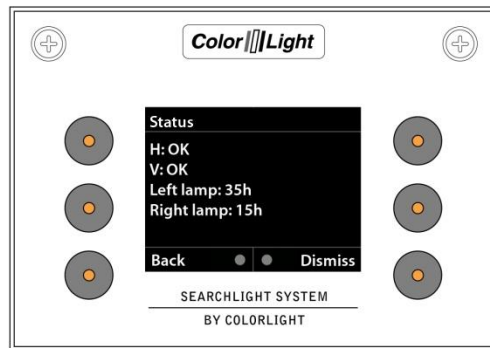 Color Light
Status
H: OK
V: OK
Left lamp: 35h
Right lamp: 15h
Back Dismiss
SEARCHLIGHT SYSTEM
BY COLORLIGHT